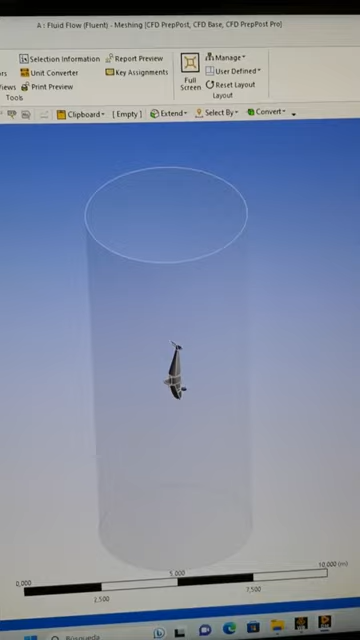 A : Fluid Flow (Fluent) - Meshing [CFD PrepPost, CFD Base, CFD PrepPost Pro]
Selection Information
Report Preview
Manage
Unit Converter
Key Assignments
User Defined
Print Preview
Full Screen
Reset Layout
Tools
Layout
Clipboard
[ Empty ]
Extend
Select By
Convert
0,000
5,000
10,000 (m)
2,500
7,500
Búsqueda